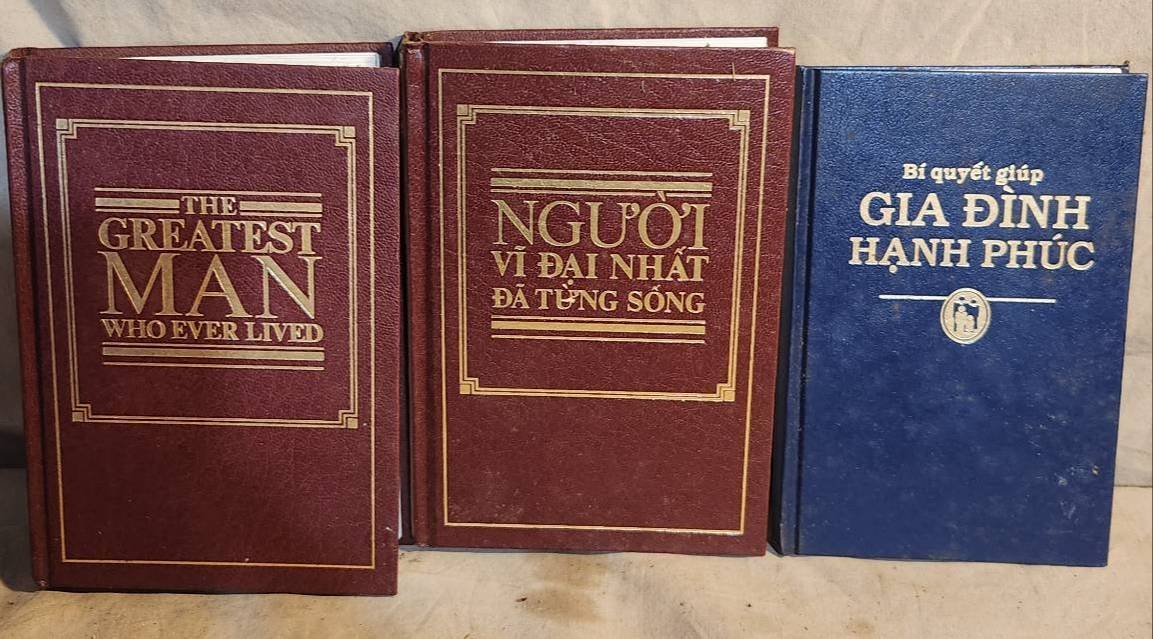 THE
GREATEST
MAN
WHO EVER LIVED
NGƯỜI
VĨ ĐẠI NHẤT
ĐÃ TỪNG SỐNG
Bí quyết giúp
GIA ĐÌNH
HẠNH PHÚC